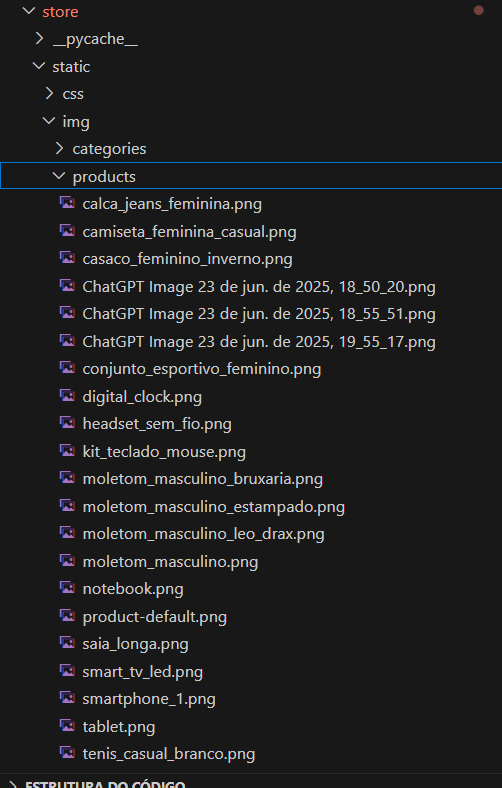 store
__pycache__
static
css
img
categories
products
calca_jeans_feminina.png
camiseta_feminina_casual.png
casaco_feminino_inverno.png
ChatGPT Image 23 de jun. de 2025, 18_50_20.png
ChatGPT Image 23 de jun. de 2025, 18_55_51.png
ChatGPT Image 23 de jun. de 2025, 19_55_17.png
conjunto_esportivo_feminino.png
digital_clock.png
headset_sem_fio.png
kit_teclado_mouse.png
moletom_masculino_bruxaria.png
moletom_masculino_estampado.png
moletom_masculino_leo_drax.png
moletom_masculino.png
notebook.png
product-default.png
saia_longa.png
smart_tv_led.png
smartphone_1.png
tablet.png
tenis_casual_branco.png
ESTRUTURA DO CÓDIGO